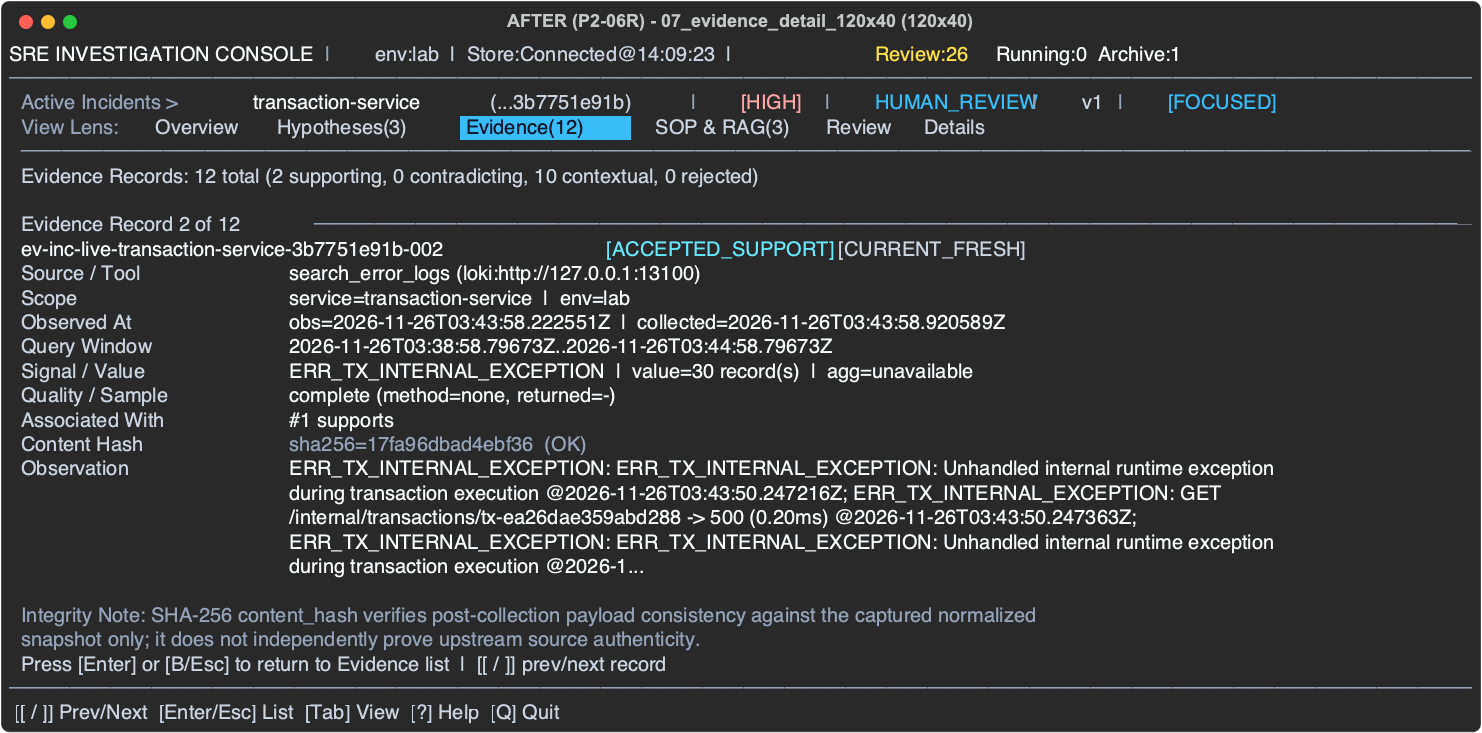 AFTER (P2-06R) - 07_evidence_detail_120x40 (120x40)
SRE INVESTIGATION CONSOLE | env:lab | Store:Connected@14:09:23 | Review:26 Running:0 Archive:1
Active Incidents > transaction-service (...3b7751e91b) | [HIGH] | HUMAN_REVIEW | v1 | [FOCUSED]
View Lens: Overview Hypotheses(3) Evidence(12) SOP & RAG(3) Review Details
Evidence Records: 12 total (2 supporting, 0 contradicting, 10 contextual, 0 rejected)
Evidence Record 2 of 12
ev-inc-live-transaction-service-3b7751e91b-002 [ACCEPTED_SUPPORT] [CURRENT_FRESH]
Source / Tool search_error_logs (loki:http://127.0.0.1:13100)
Scope service=transaction-service | env=lab
Observed At obs=2026-11-26T03:43:58.222551Z | collected=2026-11-26T03:43:58.920589Z
Query Window 2026-11-26T03:38:58.79673Z..2026-11-26T03:44:58.79673Z
Signal / Value ERR_TX_INTERNAL_EXCEPTION | value=30 record(s) | agg=unavailable
Quality / Sample complete (method=none, returned=-)
Associated With #1 supports
Content Hash sha256=17fa96dbad4ebf36 (OK)
Observation ERR_TX_INTERNAL_EXCEPTION: ERR_TX_INTERNAL_EXCEPTION: Unhandled internal runtime exception
during transaction execution @2026-11-26T03:43:50.247216Z; ERR_TX_INTERNAL_EXCEPTION: GET
/internal/transactions/tx-ea26dae359abd288 -> 500 (0.20ms) @2026-11-26T03:43:50.247363Z;
ERR_TX_INTERNAL_EXCEPTION: ERR_TX_INTERNAL_EXCEPTION: Unhandled internal runtime exception
during transaction execution @2026-1...
Integrity Note: SHA-256 content_hash verifies post-collection payload consistency against the captured normalized
snapshot only; it does not independently prove upstream source authenticity.
Press [Enter] or [B/Esc] to return to Evidence list | [[ / ]] prev/next record
[[ / ]] Prev/Next [Enter/Esc] List [Tab] View [?] Help [Q] Quit